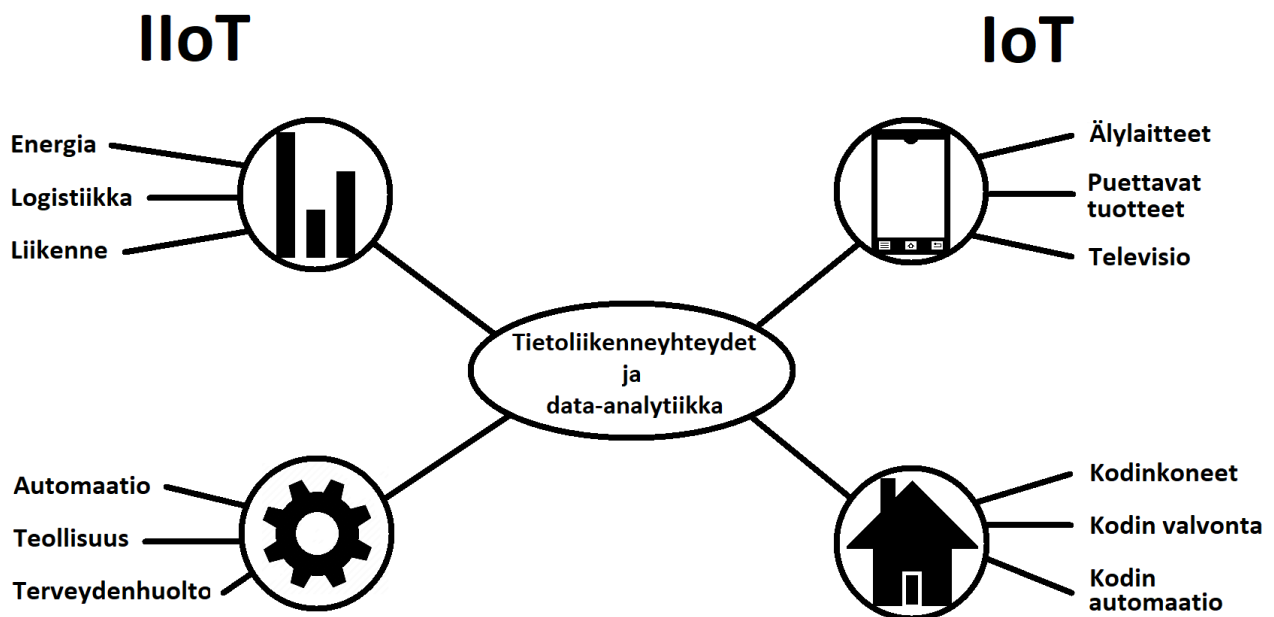 IIoT
IoT
Energia
Logistiikka
Liikenne
Älylaitteet
Puettavat
tuotteet
Televisio
Tietoliikenneyhteydet
ja
data-analytiikka
Automaatio
Teollisuus
Terveydenhuolto
Kodinkoneet
Kodin valvonta
Kodin
automaatio